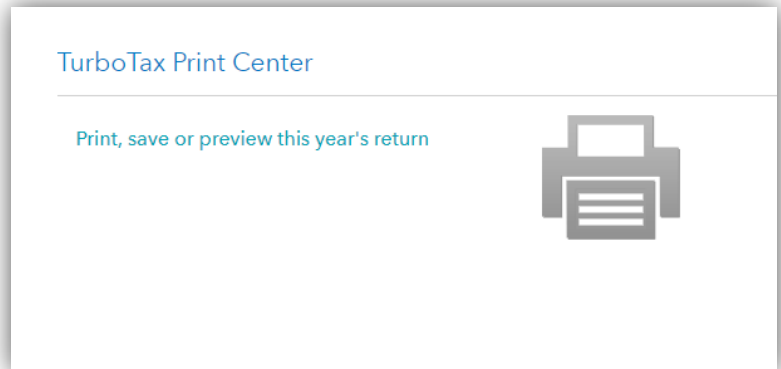 TurboTax Print Center
Print, save or preview this year's return